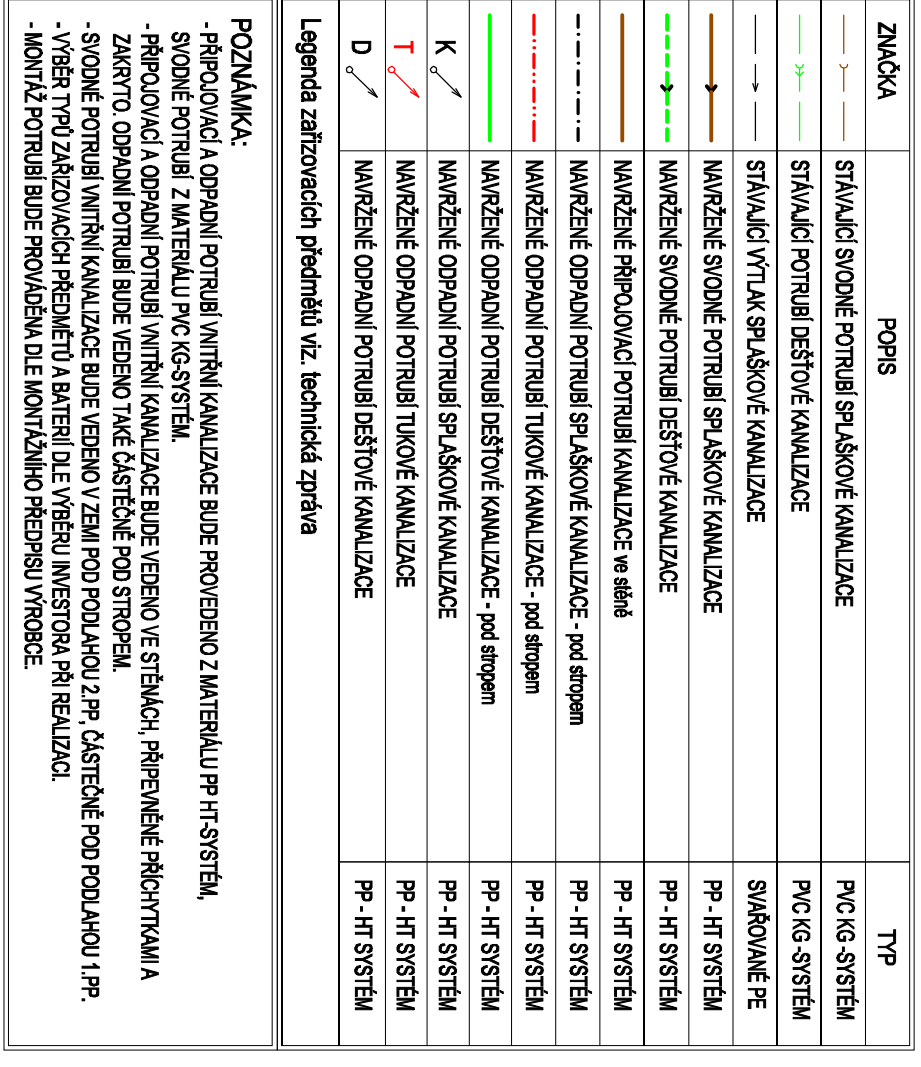 ZNAČKA POPIS TYP
STÁVAJÍCÍ SVODNÉ POTRUBÍ SPLAŠKOVÉ KANALIZACE PVC KG -SYSTÉM
STÁVAJÍCÍ POTRUBÍ DEŠŤOVÉ KANALIZACE PVC KG -SYSTÉM
STÁVAJÍCÍ VÝTLAK SPLAŠKOVÉ KANALIZACE SVAŘOVANÉ PE
NAVRŽENÉ SVODNÉ POTRUBÍ SPLAŠKOVÉ KANALIZACE PP - HT SYSTÉM
NAVRŽENÉ SVODNÉ POTRUBÍ DEŠŤOVÉ KANALIZACE PP - HT SYSTÉM
NAVRŽENÉ PŘIPOJOVACÍ POTRUBÍ KANALIZACE ve stěně PP - HT SYSTÉM
NAVRŽENÉ ODPADNÍ POTRUBÍ SPLAŠKOVÉ KANALIZACE - pod stropem PP - HT SYSTÉM
NAVRŽENÉ ODPADNÍ POTRUBÍ TUKOVÉ KANALIZACE - pod stropem PP - HT SYSTÉM
NAVRŽENÉ ODPADNÍ POTRUBÍ DEŠŤOVÉ KANALIZACE - pod stropem PP - HT SYSTÉM
K NAVRŽENÉ ODPADNÍ POTRUBÍ SPLAŠKOVÉ KANALIZACE PP - HT SYSTÉM
T NAVRŽENÉ ODPADNÍ POTRUBÍ TUKOVÉ KANALIZACE PP - HT SYSTÉM
D NAVRŽENÉ ODPADNÍ POTRUBÍ DEŠŤOVÉ KANALIZACE PP - HT SYSTÉM
Legenda zařizovacích předmětů viz. technická zpráva
POZNÁMKA:
- PŘIPOJOVACÍ A ODPADNÍ POTRUBÍ VNITŘNÍ KANALIZACE BUDE PROVEDENO Z MATERIÁLU PP HT-SYSTÉM,
SVODNÉ POTRUBÍ Z MATERIÁLU PVC KG-SYSTÉM.
- PŘIPOJOVACÍ A ODPADNÍ POTRUBÍ VNITŘNÍ KANALIZACE BUDE VEDENO VE STĚNÁCH, PŘIPEVNĚNÉ PŘÍCHYTKAMI A
ZAKRYTO. ODPADNÍ POTRUBÍ BUDE VEDENO TAKÉ ČÁSTĚČNĚ POD STROPEM.
- SVODNÉ POTRUBÍ VNITŘNÍ KANALIZACE BUDE VEDENO V ZEMI POD PODLAHOU 2.PP, ČÁSTEČNĚ POD PODLAHOU 1.PP.
- VÝBĚR TYPŮ ZAŘIZOVACÍCH PŘEDMĚTŮ A BATERIÍ DLE VÝBĚRU INVESTORA PŘI REALIZACI.
- MONTÁŽ POTRUBÍ BUDE PROVÁDĚNA DLE MONTÁŽNÍHO PŘEDPISU VÝROBCE.